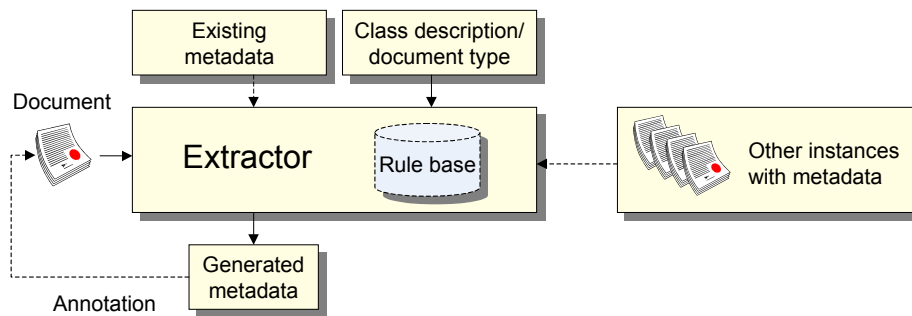 Existing
metadata
Class description/
document type
Document
Extractor
Rule base
Other instances
with metadata
Generated
metadata
Annotation